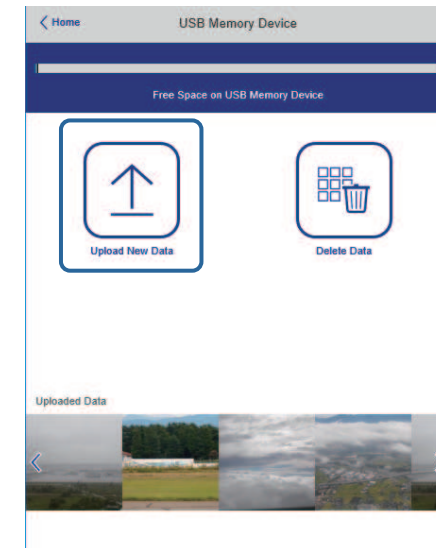 Home
USB Memory Device
Free Space on USB Memory Device
Upload New Data
Delete Data
Uploaded Data